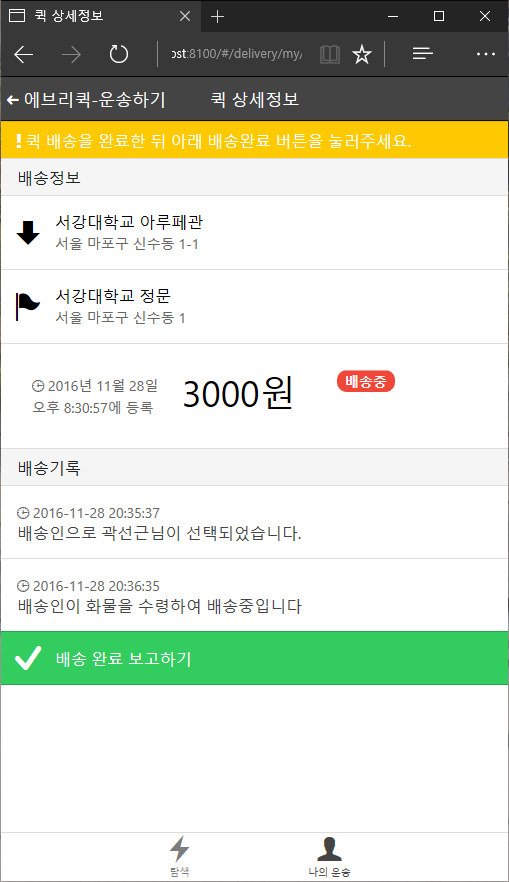 퀵 상세정보
ost:8100/#/delivery/my/
에브리퀵-운송하기 퀵 상세정보
퀵 배송을 완료한 뒤 아래 배송완료 버튼을 눌러주세요.
배송정보
서강대학교 아루페관
서울 마포구 신수동 1-1
서강대학교 정문
서울 마포구 신수동 1
2016년 11월 28일
오후 8:30:57에 등록
3000원
배송중
배송기록
2016-11-28 20:35:37
배송인으로 곽선근님이 선택되었습니다.
2016-11-28 20:36:35
배송인이 화물을 수령하여 배송중입니다
배송 완료 보고하기
탐색
나의 운송